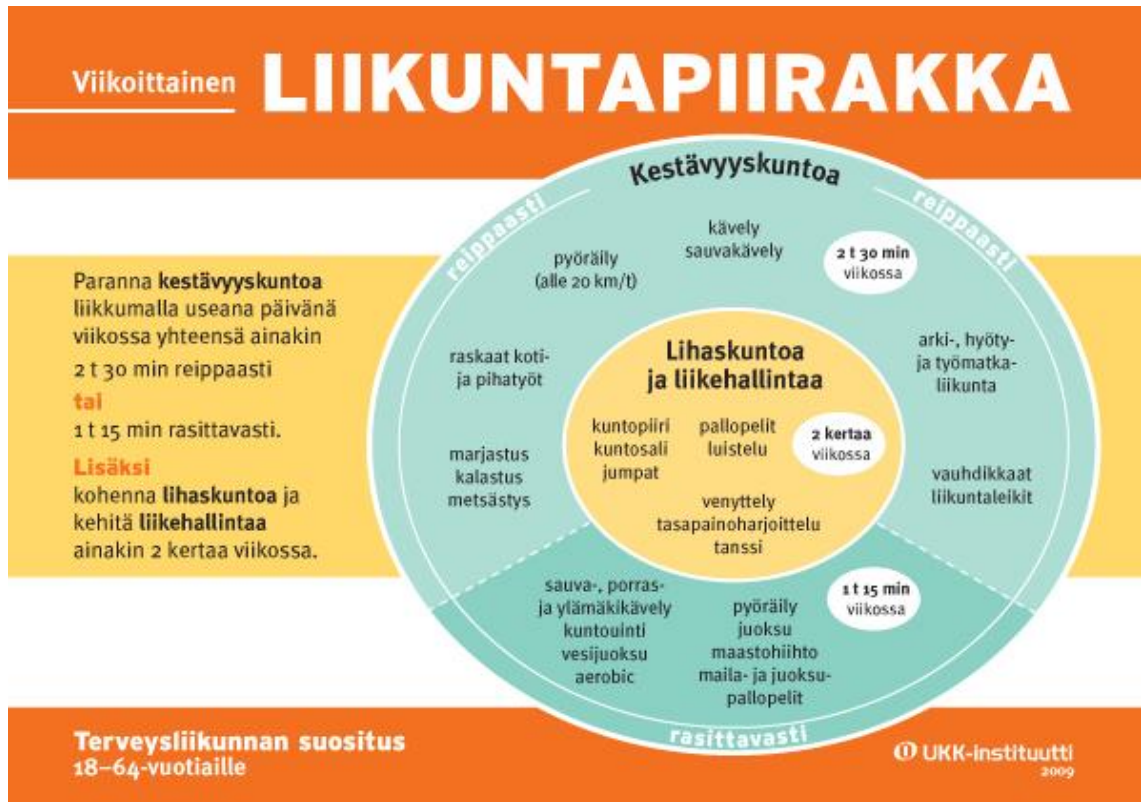 Viikoittainen LIIKUNTAPIIRAKKA
Paranna kestävyyskuntoa
liikkumalla useana päivänä
viikossa yhteensä ainakin
2 t 30 min reippaasti
tai
1 t 15 min rasittavasti.
Lisäksi
kohenna lihaskuntoa ja
kehitä liikehallintaa
ainakin 2 kertaa viikossa.
Kestävyyskuntoa
reippaasti
reippaasti
kävely
sauvakävely
2 t 30 min
viikossa
pyöräily
(alle 20 km/t)
raskaat koti-
ja pihatyöt
marjastus
kalastus
metsästys
arki-, hyöty-
ja työmatka-
liikunta
vauhdikkaat
liikuntaleikit
Lihaskuntoa
ja liikehallintaa
kuntopiiri
kuntosali
jumpat
pallopelit
luistelu
2 kertaa
viikossa
venyttely
tasapainoharjoittelu
tanssi
sauva-, porras-
ja ylämäkikävely
kuntouinti
vesijuoksu
aerobic
pyöräily
juoksu
maastohiihto
maila- ja juoksu-
pallopelit
1 t 15 min
viikossa
rasittavasti
Terveysliikunnan suositus
18–64-vuotiaille
UKK-instituutti
2009